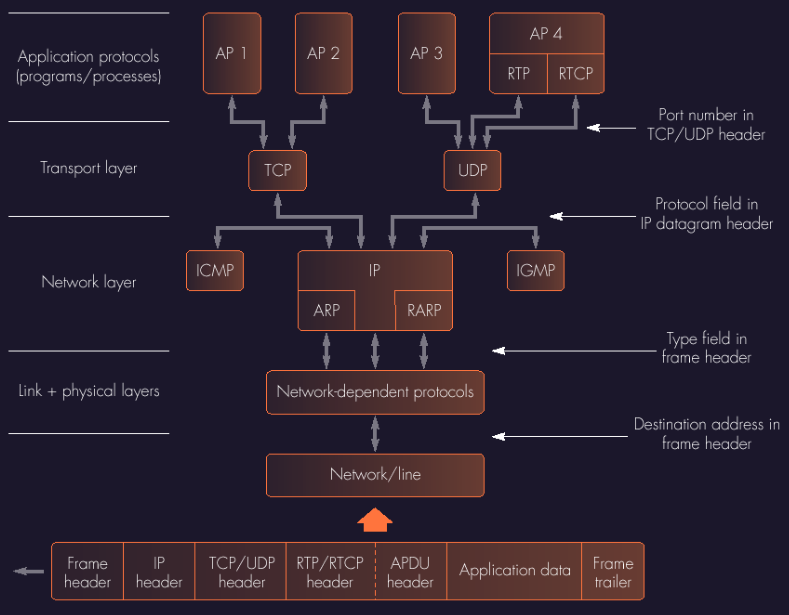 Application protocols
(programs/processes)
AP 1
AP 2
AP 3
AP 4
RTP
RTCP
Port number in
TCP/UDP header
Transport layer
TCP
UDP
Protocol field in
IP datagram header
Network layer
ICMP
IP
IGMP
ARP
RARP
Type field in
frame header
Link + physical layers
Network-dependent protocols
Destination address in
frame header
Network/line
Frame
header
IP
header
TCP/UDP
header
RTP/RTCP
header
APDU
header
Application data
Frame
trailer